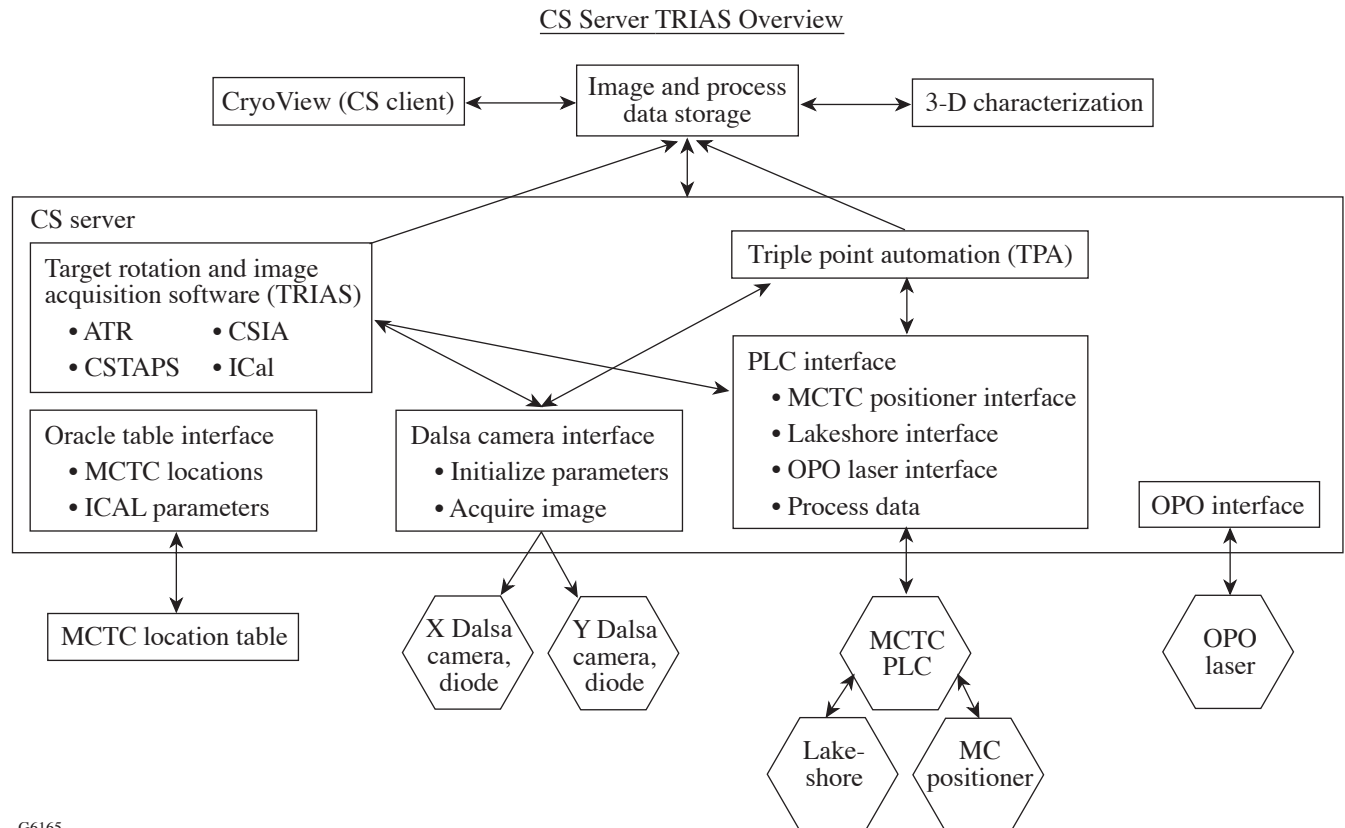 CS Server TRIAS Overview
CryoView (CS client)
Image and process
data storage
3-D characterization
CS server
Target rotation and image
acquisition software (TRIAS)
• ATR • CSIA
• CSTAPS • ICal
Triple point automation (TPA)
Oracle table interface
• MCTC locations
• ICAL parameters
Dalsa camera interface
• Initialize parameters
• Acquire image
PLC interface
• MCTC positioner interface
• Lakeshore interface
• OPO laser interface
• Process data
OPO interface
MCTC location table
X Dalsa
camera,
diode
Y Dalsa
camera,
diode
MCTC
PLC
OPO
laser
Lake-
shore
MC
positioner
G6165